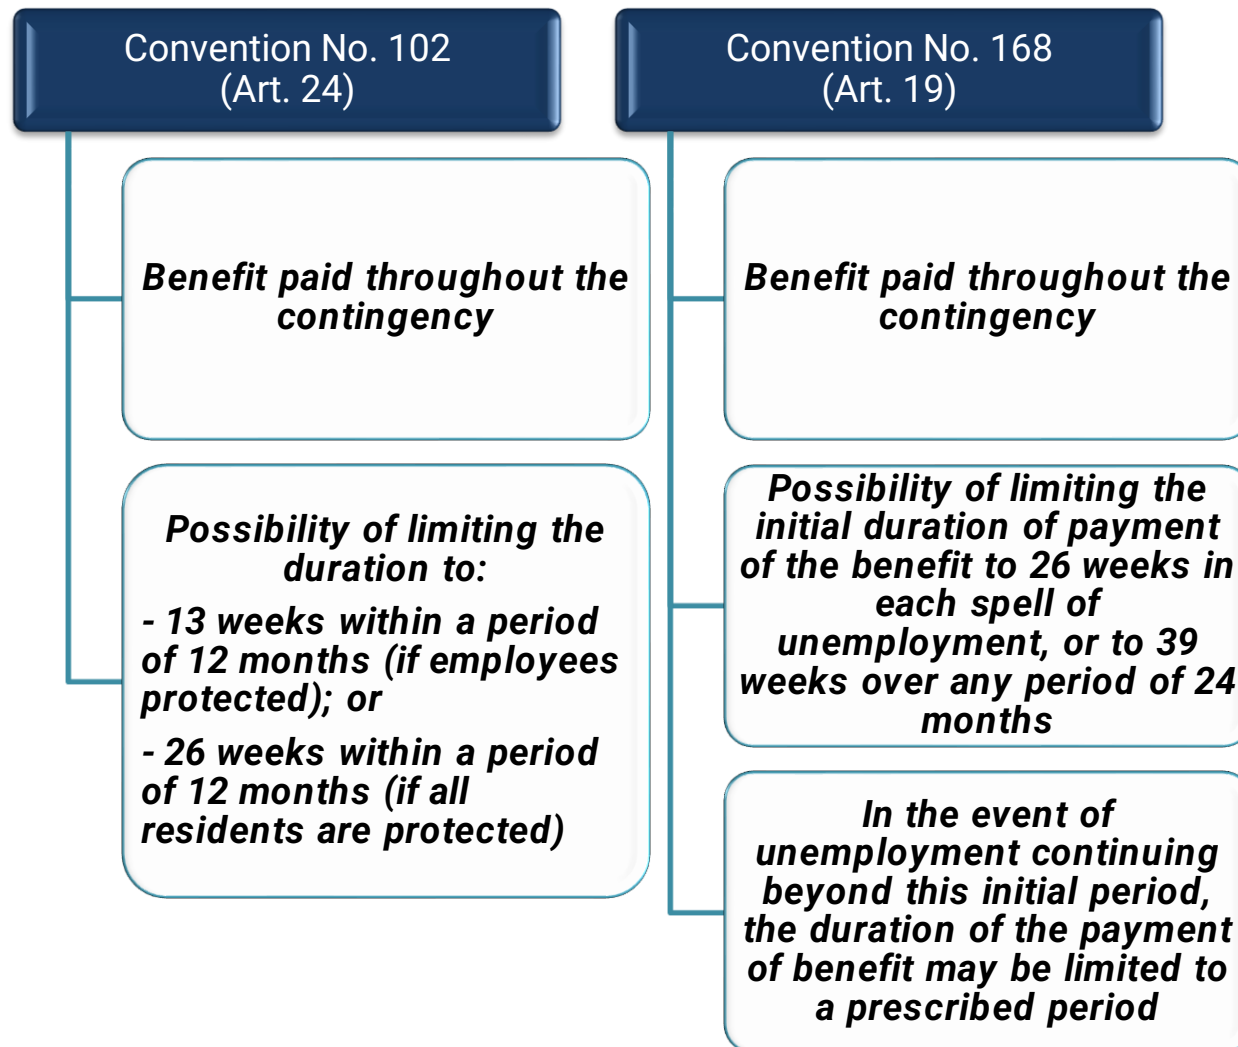 Convention No. 102
(Art. 24)
Benefit paid throughout the
contingency
Possibility of limiting the
duration to:
- 13 weeks within a period
of 12 months (if employees
protected); or
- 26 weeks within a period
of 12 months (if all
residents are protected)
Convention No. 168
(Art. 19)
Benefit paid throughout the
contingency
Possibility of limiting the
initial duration of payment
of the benefit to 26 weeks in
each spell of
unemployment, or to 39
weeks over any period of 24
months
In the event of
unemployment continuing
beyond this initial period,
the duration of the payment
of benefit may be limited to
a prescribed period